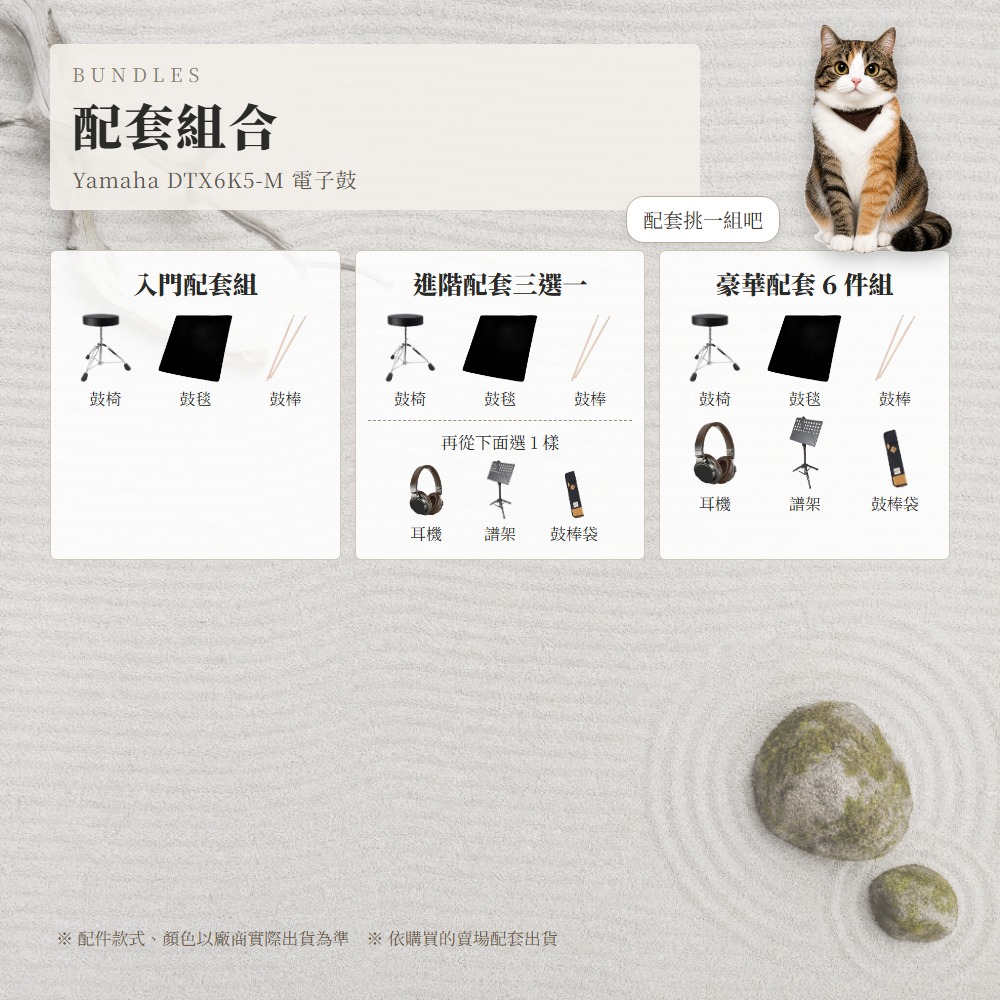 BUNDLES
配套組合
Yamaha DTX6K5-M 電子鼓
配套挑一組吧
入門配套組
鼓椅 鼓毯 鼓棒
進階配套三選一
鼓椅 鼓毯 鼓棒
再從下面選 1 樣
耳機 譜架 鼓棒袋
豪華配套 6 件組
鼓椅 鼓毯 鼓棒
耳機 譜架 鼓棒袋
※ 配件款式、顏色以廠商實際出貨為準 ※ 依購買的賣場配套出貨